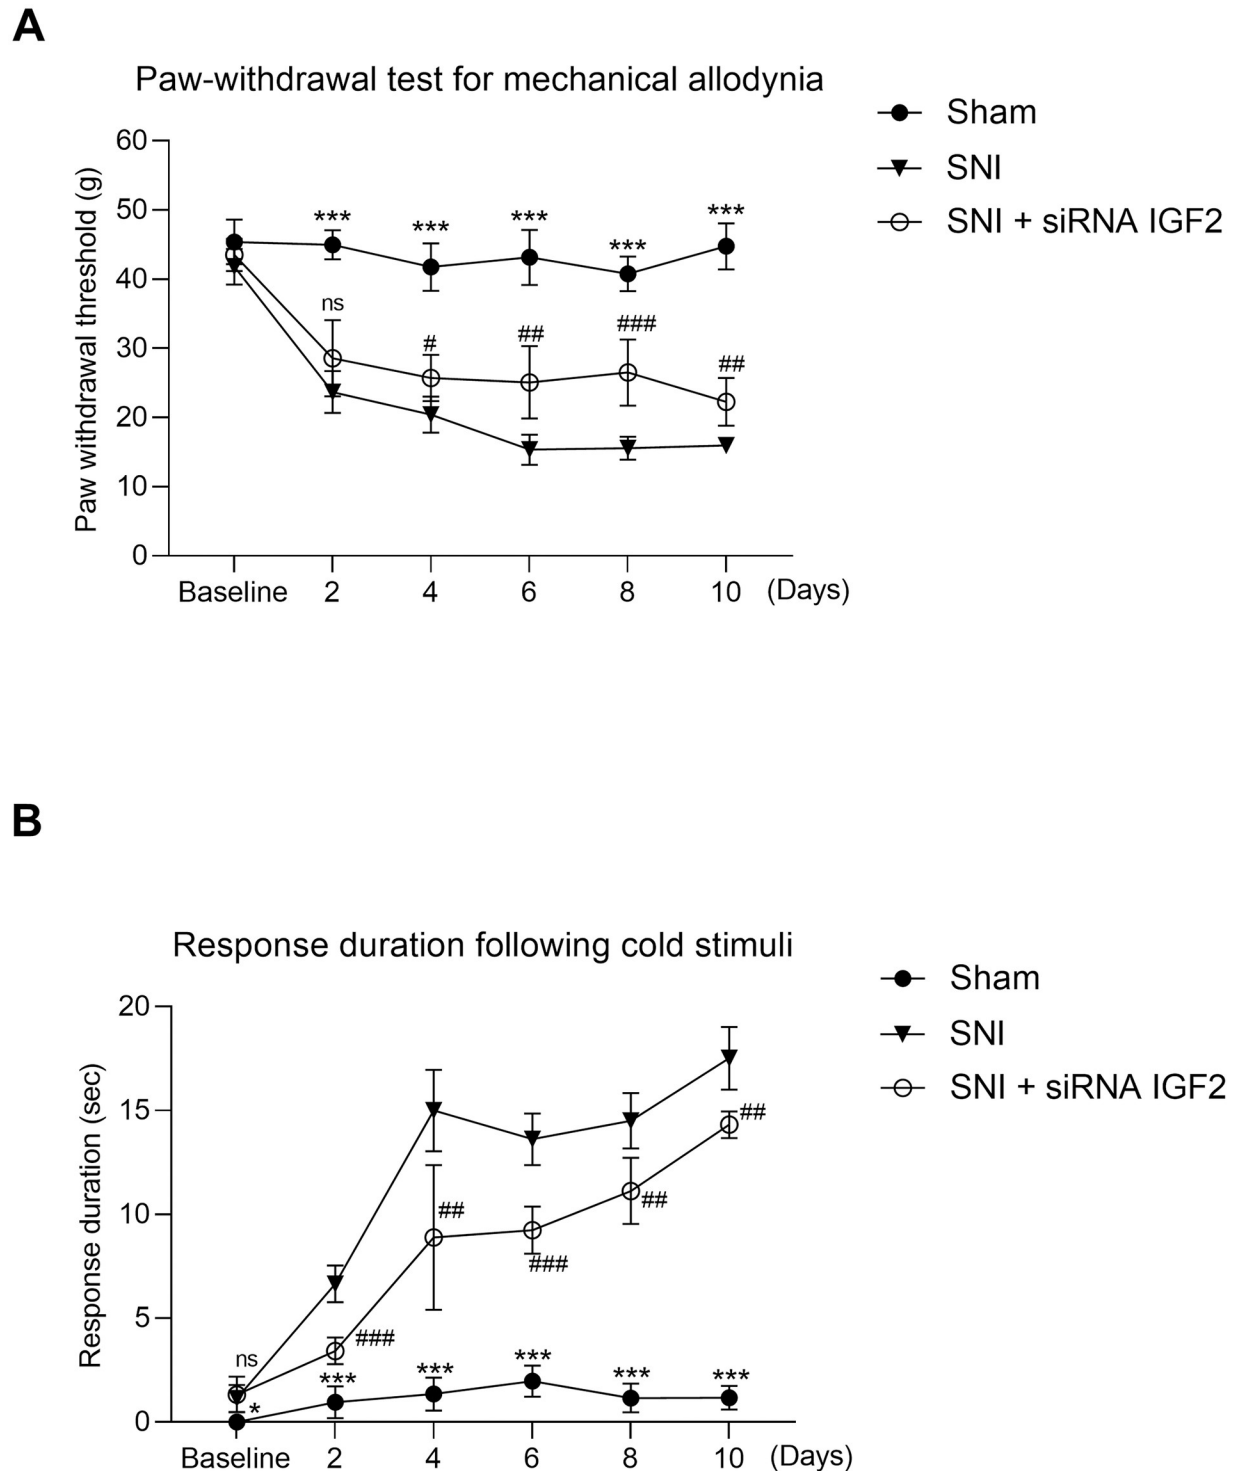 A
Paw-withdrawal test for mechanical allodynia
Sham
SNI
SNI + siRNA IGF2
Paw withdrawal threshold (g)
60
50
40
30
20
10
0
*** *** *** *** ***
ns # ## ### ##
Baseline 2 4 6 8 10 (Days)
B
Response duration following cold stimuli
Sham
SNI
SNI + siRNA IGF2
Response duration (sec)
20
15
10
5
0
ns ### ## ### ## ##
* *** *** *** *** ***
Baseline 2 4 6 8 10 (Days)